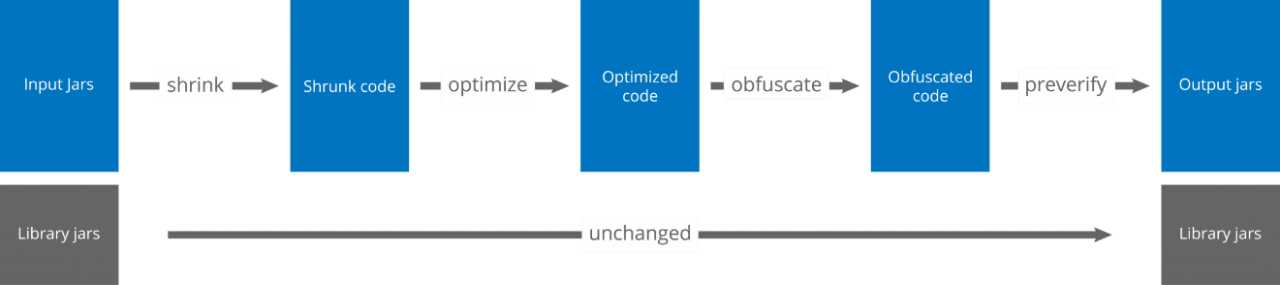 Input Jars
shrink
Shrunk code
optimize
Optimized
code
obfuscate
Obfuscated
code
preverify
Output jars
Library jars
unchanged
Library jars